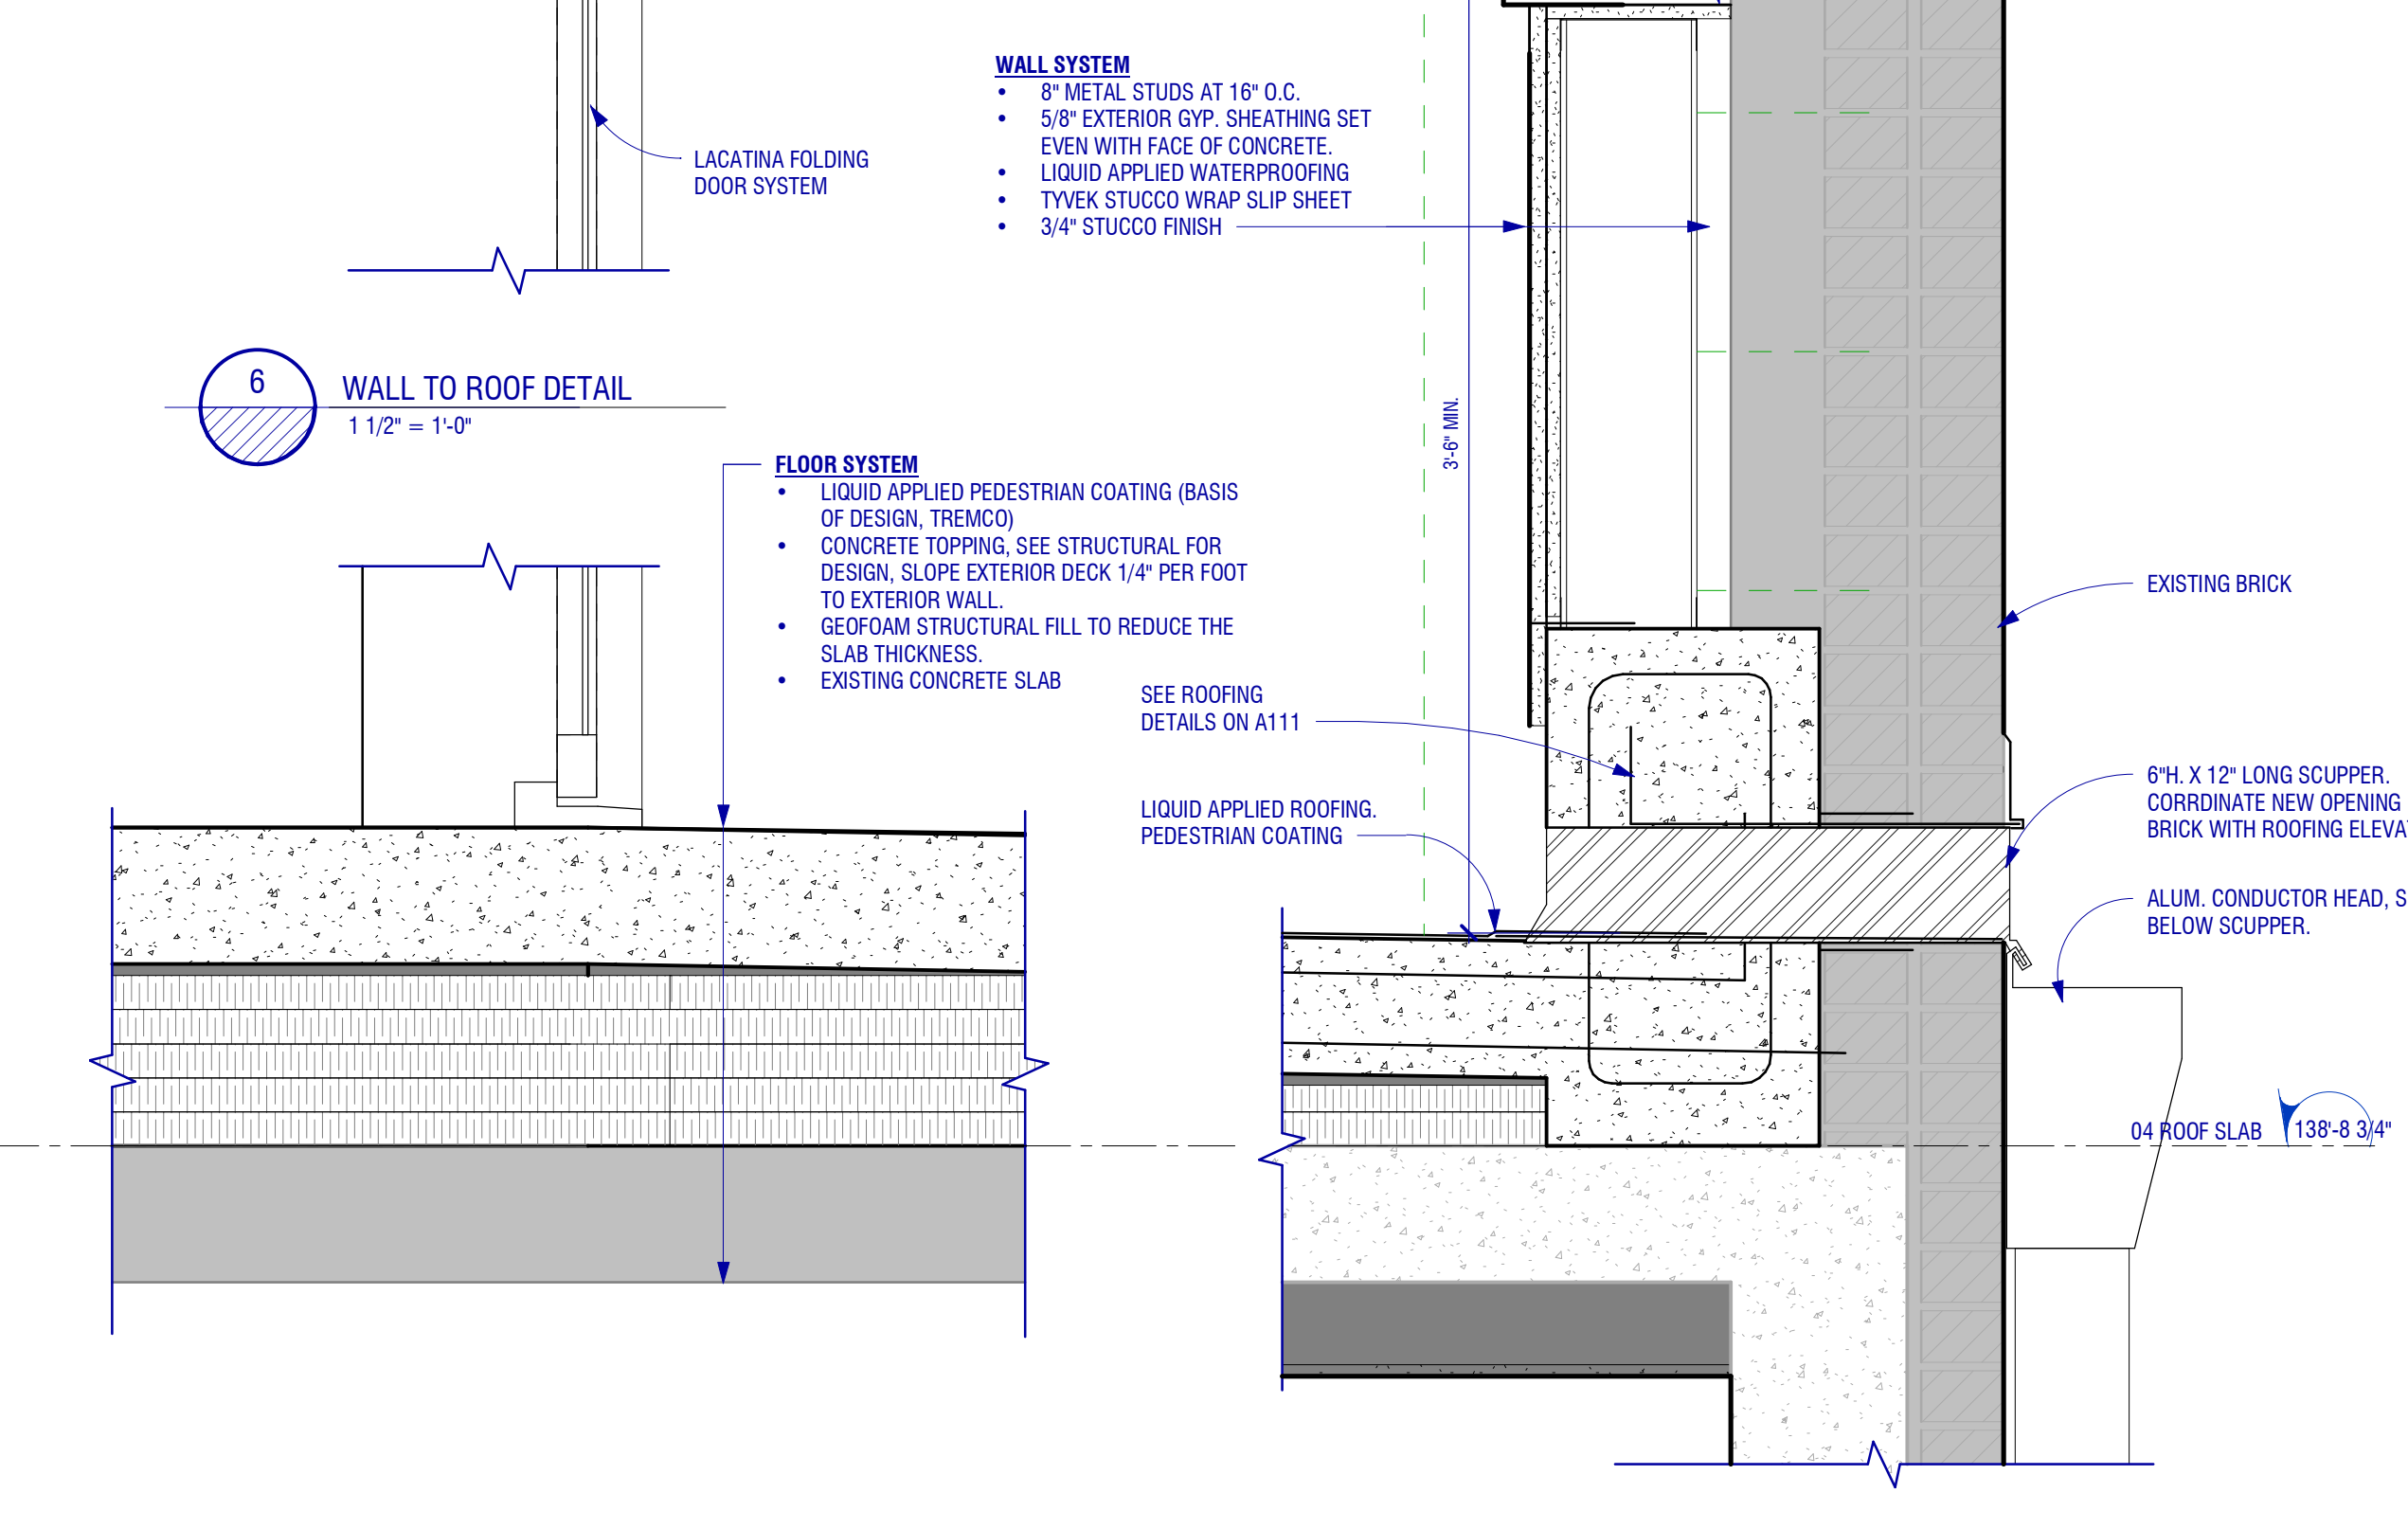 WALL SYSTEM
• 8" METAL STUDS AT 16" O.C.
• 5/8" EXTERIOR GYP. SHEATHING SET
EVEN WITH FACE OF CONCRETE.
• LIQUID APPLIED WATERPROOFING
• TYVEK STUCCO WRAP SLIP SHEET
• 3/4" STUCCO FINISH
LACATINA FOLDING
DOOR SYSTEM
6
WALL TO ROOF DETAIL
1 1/2" = 1'-0"
3'-6" MIN.
FLOOR SYSTEM
• LIQUID APPLIED PEDESTRIAN COATING (BASIS
OF DESIGN, TREMCO)
• CONCRETE TOPPING, SEE STRUCTURAL FOR
DESIGN, SLOPE EXTERIOR DECK 1/4" PER FOOT
TO EXTERIOR WALL.
• GEOFOAM STRUCTURAL FILL TO REDUCE THE
SLAB THICKNESS.
• EXISTING CONCRETE SLAB
EXISTING BRICK
SEE ROOFING
DETAILS ON A111
LIQUID APPLIED ROOFING.
PEDESTRIAN COATING
6"H. X 12" LONG SCUPPER.
CORRDINATE NEW OPENING
BRICK WITH ROOFING
ALUM. CONDUCTOR HEAD,
BELOW SCUPPER.
04 ROOF SLAB
138'-8 3/4"